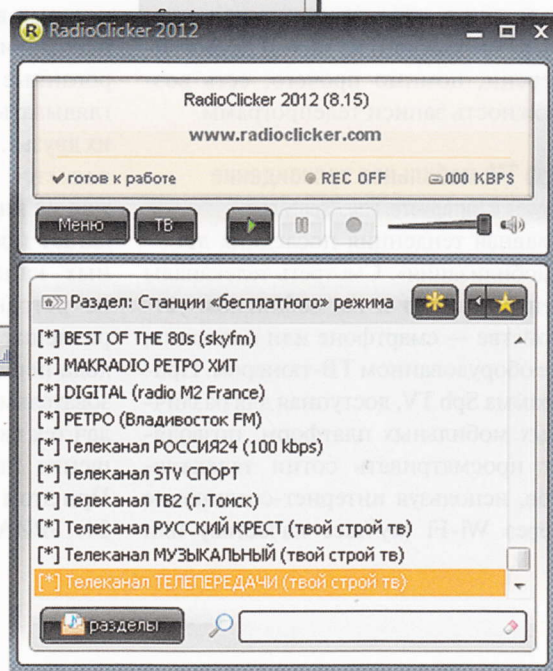 RadioClicker 2012
RadioClicker 2012 (8.15)
www.radioclicker.com
готов к работе REC OFF 000 KBPS
Меню ТВ
Раздел: Станции «бесплатного» режима
[*] BEST OF THE 80s (skyfm)
[*] МАКRADIO РЕТРО ХИТ
[*] DIGITAL (radio M2 France)
[*] РЕТРО (Владивосток FM)
[*] Телеканал РОССИЯ24 (100 kbps)
[*] Телеканал STV СПОРТ
[*] Телеканал ТВ2 (г.Томск)
[*] Телеканал РУССКИЙ КРЕСТ (твой строй тв)
[*] Телеканал МУЗЫКАЛЬНЫЙ (твой строй тв)
[*] Телеканал ТЕЛЕПЕРЕДАЧИ (твой строй тв)
разделы